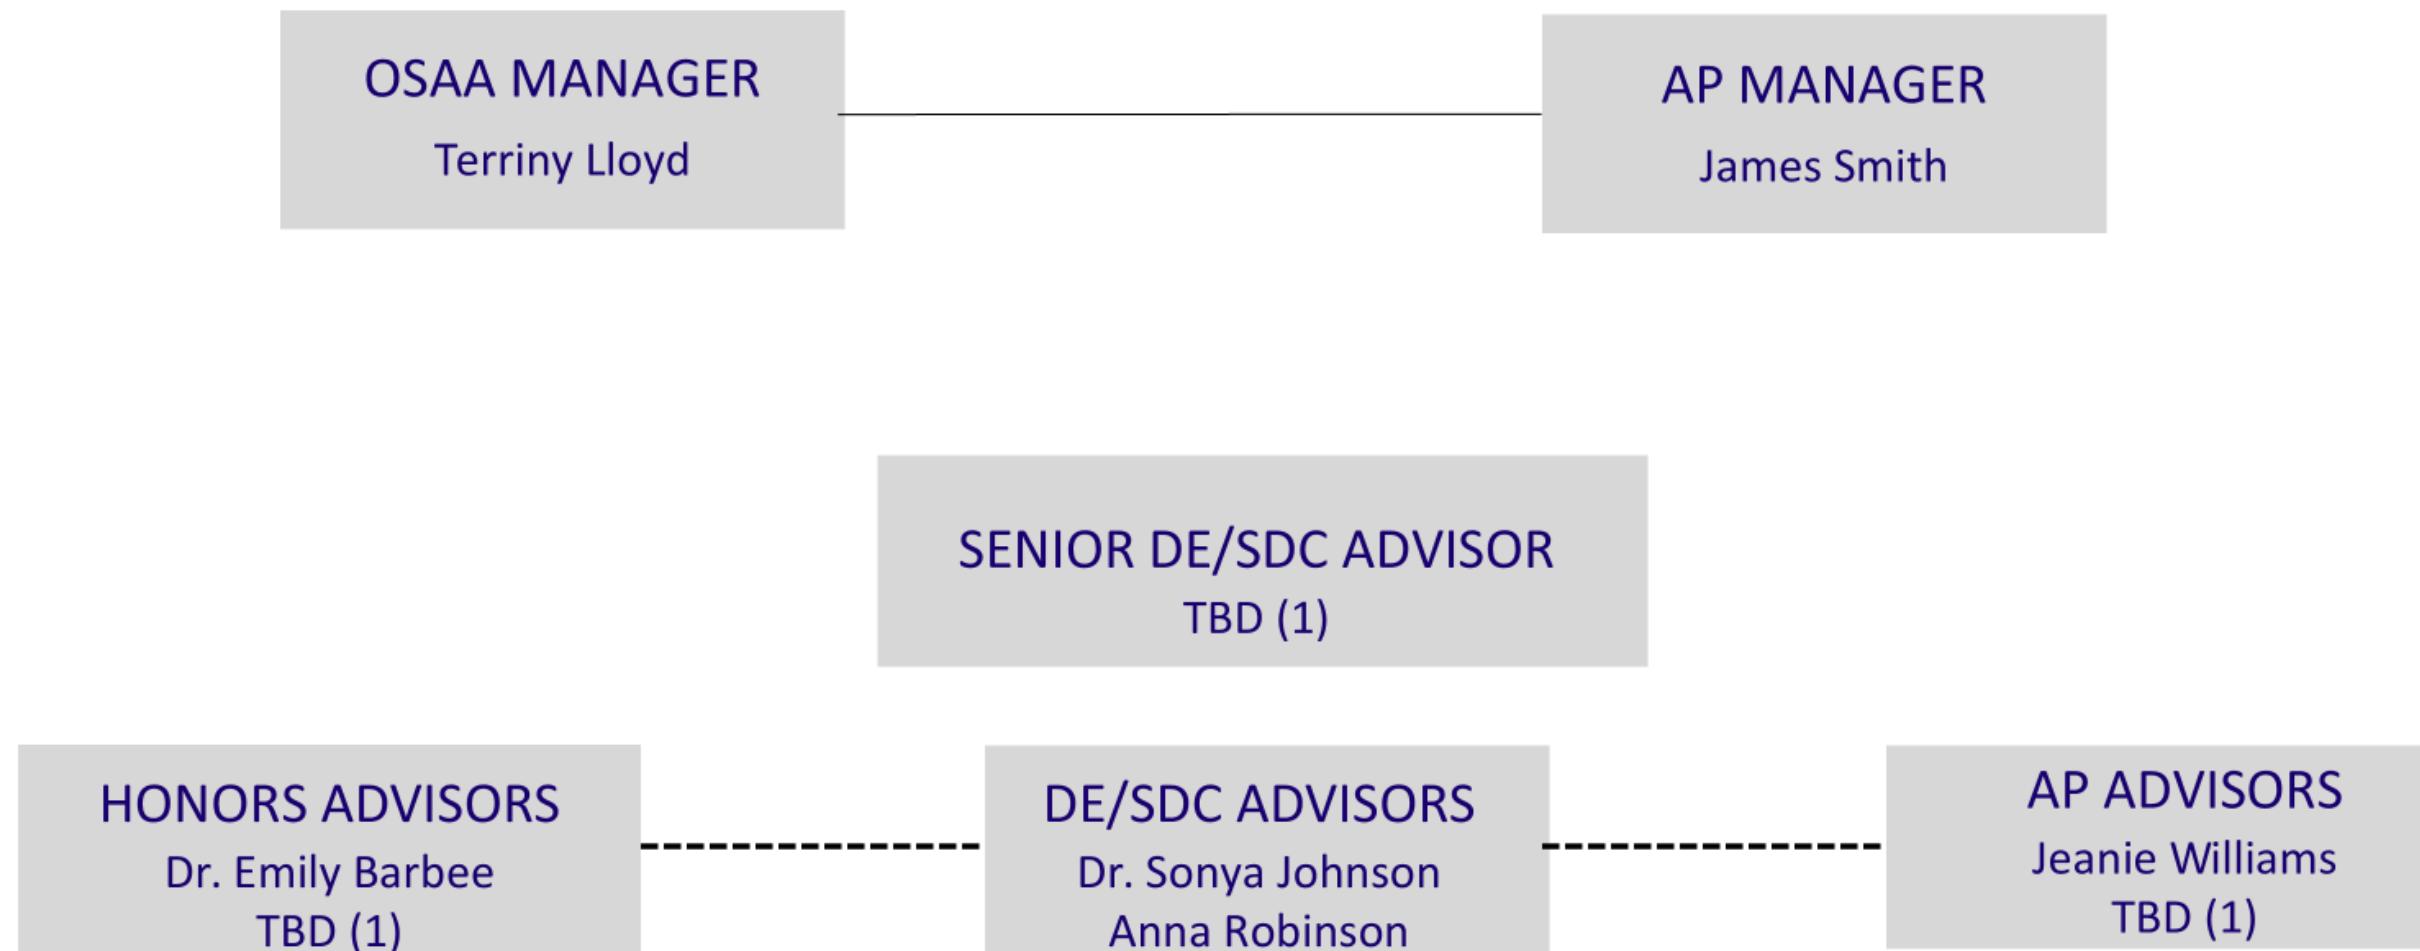 OSAA MANAGER
Terriny Lloyd
AP MANAGER
James Smith
SENIOR DE/SDC ADVISOR
TBD (1)
HONORS ADVISORS
Dr. Emily Barbee
TBD (1)
DE/SDC ADVISORS
Dr. Sonya Johnson
Anna Robinson
AP ADVISORS
Jeanie Williams
TBD (1)